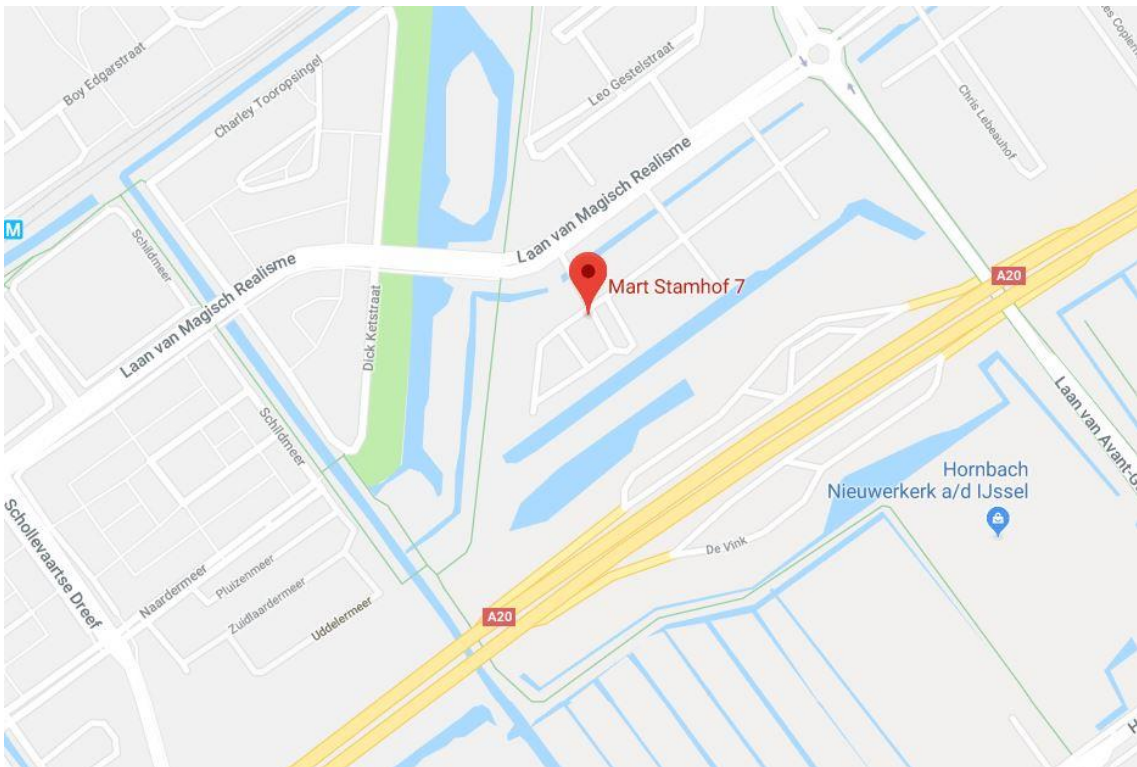 Boy Edgarstraat
Charley Tooropsingel
Leo Gestelstraat
Chris Lebeauhof
M
Schildmeer
Laan van Magisch Realisme
Laan van Magisch Realisme
Mart Stamhof 7
A20
Dick Ketstraat
Schildmeer
Laan van Avant-G
Hornbach
Nieuwerkerk a/d IJssel
Schollevaartse Dreef
De Vink
Naardermeer
Pluizenmeer
Zuidlaardermeer
Uddelermeer
A20